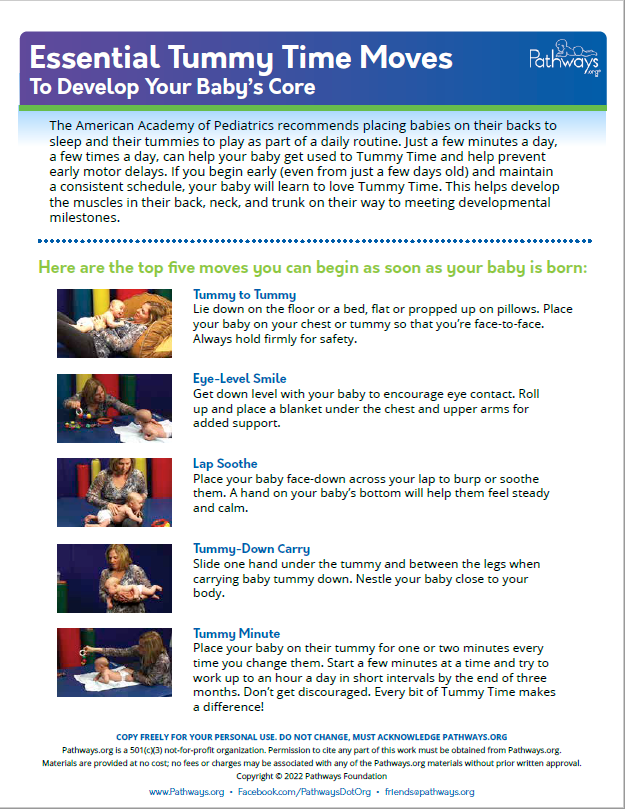 Essential Tummy Time Moves
To Develop Your Baby's Core
Pathways
.org®
The American Academy of Pediatrics recommends placing babies on their backs to
sleep and their tummies to play as part of a daily routine. Just a few minutes a day,
a few times a day, can help your baby get used to Tummy Time and help prevent
early motor delays. If you begin early (even from just a few days old) and maintain
a consistent schedule, your baby will learn to love Tummy Time. This helps develop
the muscles in their back, neck, and trunk on their way to meeting developmental
milestones.
Here are the top five moves you can begin as soon as your baby is born:
Tummy to Tummy
Lie down on the floor or a bed, flat or propped up on pillows. Place
your baby on your chest or tummy so that you're face-to-face.
Always hold firmly for safety.
Eye-Level Smile
Get down level with your baby to encourage eye contact. Roll
up and place a blanket under the chest and upper arms for
added support.
Lap Soothe
Place your baby face-down across your lap to burp or soothe
them. A hand on your baby's bottom will help them feel steady
and calm.
Tummy-Down Carry
Slide one hand under the tummy and between the legs when
carrying baby tummy down. Nestle your baby close to your
body.
Tummy Minute
Place your baby on their tummy for one or two minutes every
time you change them. Start a few minutes at a time and try to
work up to an hour a day in short intervals by the end of three
months. Don't get discouraged. Every bit of Tummy Time makes
a difference!
COPY FREELY FOR YOUR PERSONAL USE. DO NOT CHANGE, MUST ACKNOWLEDGE PATHWAYS.ORG
Pathways.org is a 501(c)(3) not-for-profit organization. Permission to cite any part of this work must be obtained from Pathways.org.
Materials are provided at no cost; no fees or charges may be associated with any of the Pathways.org materials without prior written approval.
Copyright © 2022 Pathways Foundation
www.Pathways.org • Facebook.com/PathwaysDotOrg • friends@pathways.org